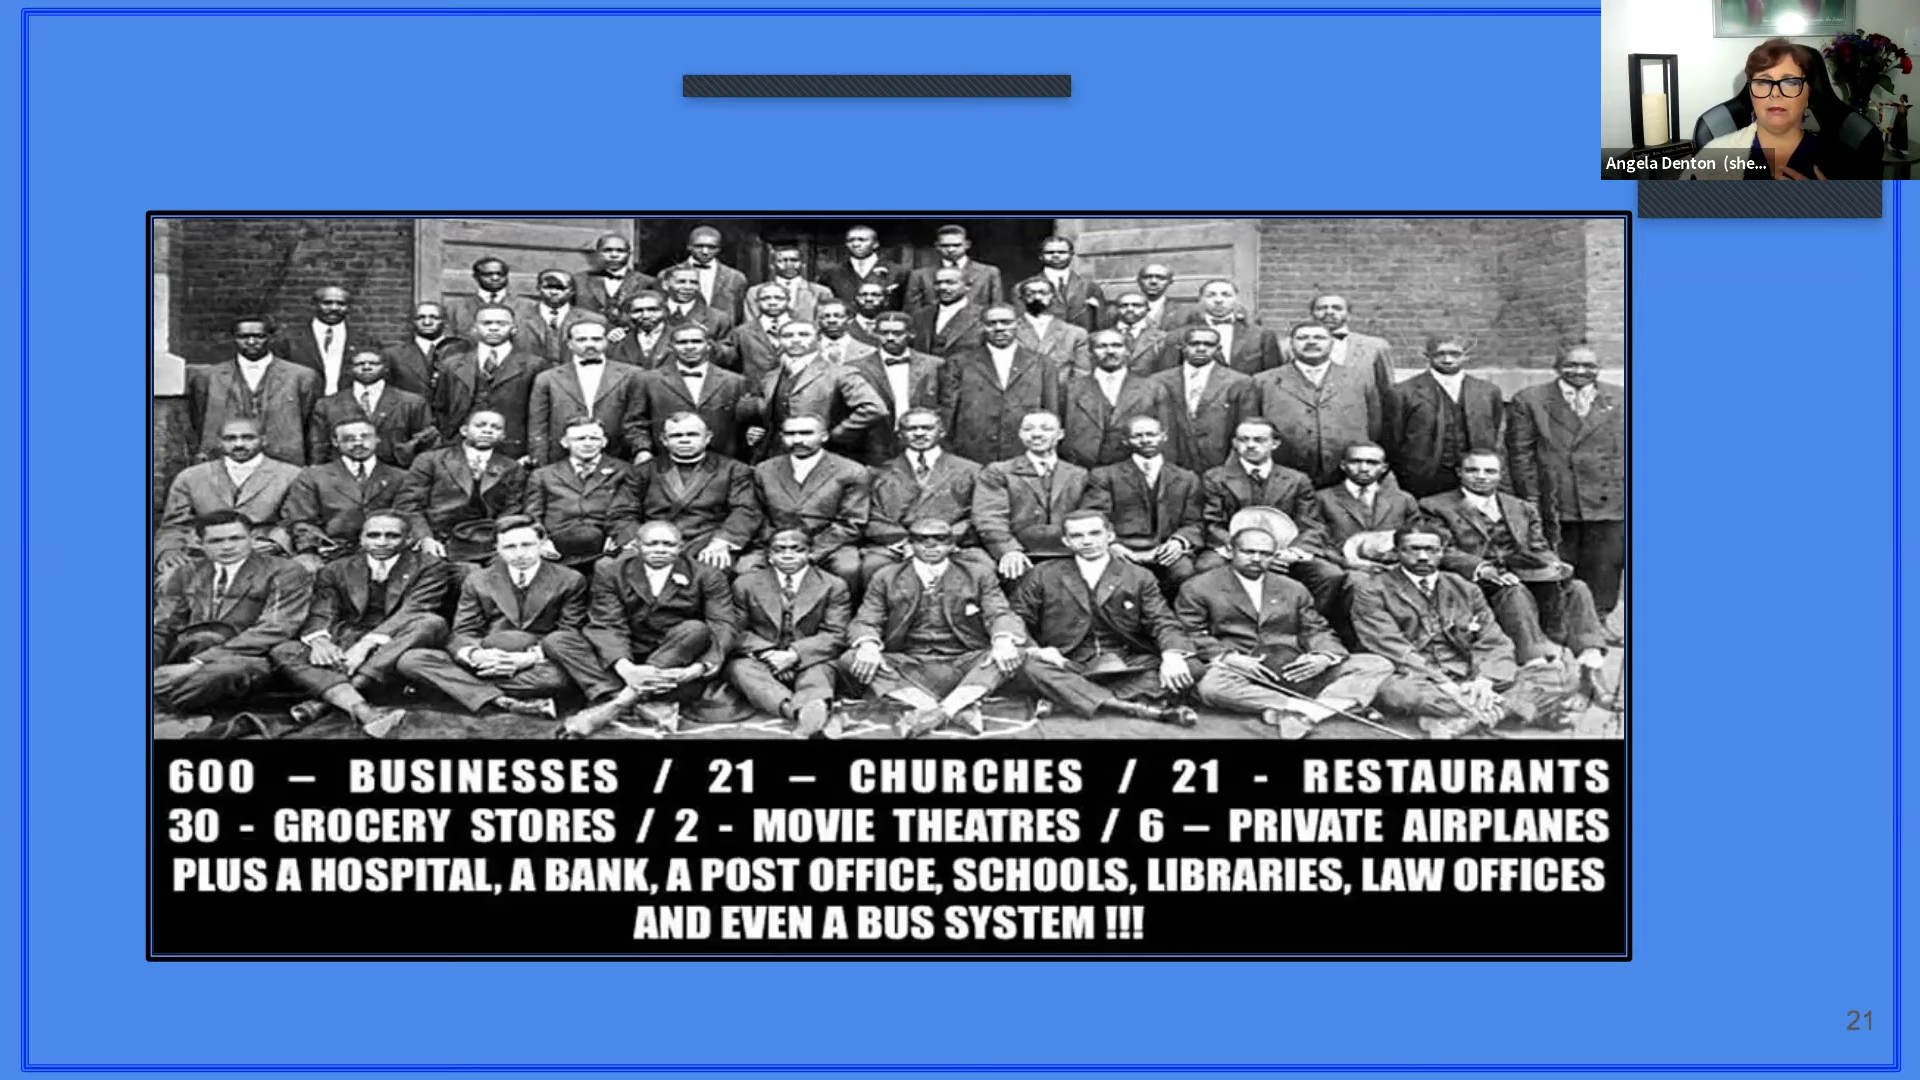 Angela Denton (she...
600 – BUSINESSES / 21 – CHURCHES / 21 - RESTAURANTS
30 - GROCERY STORES / 2 - MOVIE THEATRES / 6 – PRIVATE AIRPLANES
PLUS A HOSPITAL, A BANK, A POST OFFICE, SCHOOLS, LIBRARIES, LAW OFFICES
AND EVEN A BUS SYSTEM !!!
21